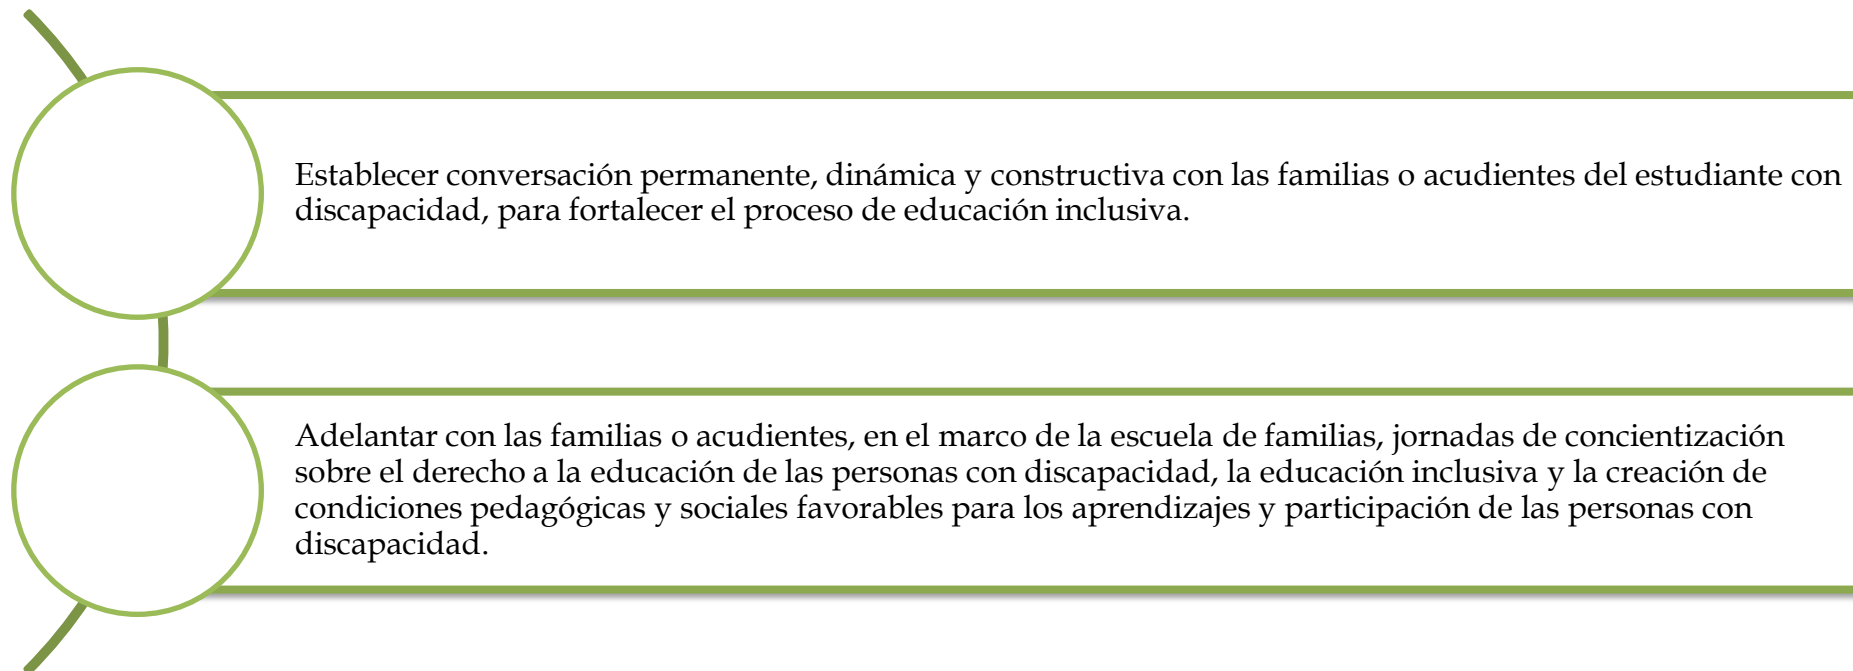 Establecer conversación permanente, dinámica y constructiva con las familias o acudientes del estudiante con
discapacidad, para fortalecer el proceso de educación inclusiva.
Adelantar con las familias o acudientes, en el marco de la escuela de familias, jornadas de concientización
sobre el derecho a la educación de las personas con discapacidad, la educación inclusiva y la creación de
condiciones pedagógicas y sociales favorables para los aprendizajes y participación de las personas con
discapacidad.